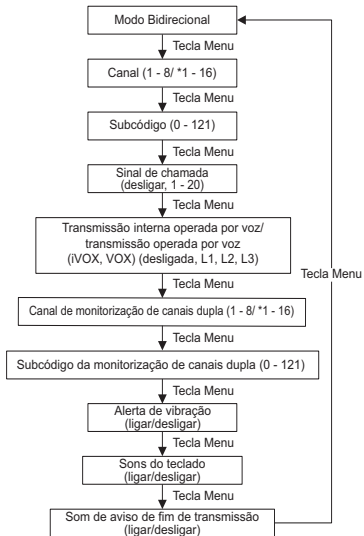 Modo Bidirecional
Tecla Menu
Canal (1 - 8/ *1 - 16)
Tecla Menu
Subcódigo (0 - 121)
Tecla Menu
Sinal de chamada
(desligar, 1 - 20)
Tecla Menu
Transmissão interna operada por voz/
transmissão operada por voz
(iVOX, VOX) (desligada, L1, L2, L3)
Tecla Menu
Tecla Menu
Canal de monitorização de canais dupla (1 - 8/ *1 - 16)
Tecla Menu
Subcódigo da monitorização de canais dupla (0 - 121)
Tecla Menu
Alerta de vibração
(ligar/desligar)
Tecla Menu
Sons do teclado
(ligar/desligar)
Tecla Menu
Som de aviso de fim de transmissão
(ligar/desligar)